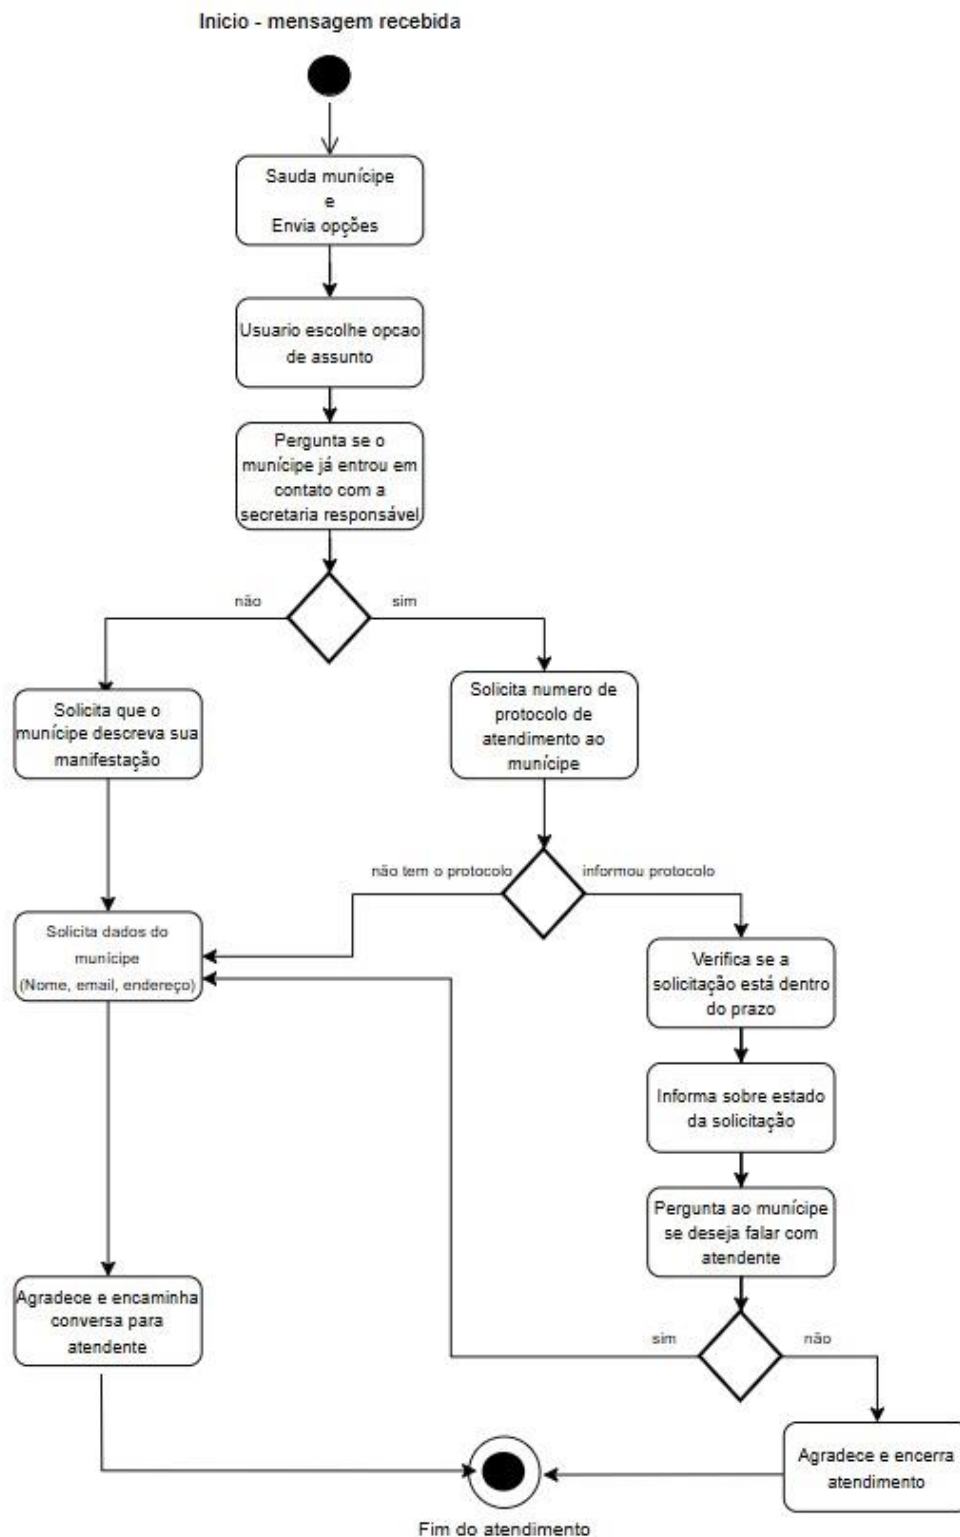 Inicio - mensagem recebida
Sauda munícipe
e
Envia opções
Usuario escolhe opcao
de assunto
Pergunta se o
munícipe já entrou em
contato com a
secretaria responsável
não
sim
Solicita que o
munícipe descreva sua
manifestação
Solicita numero de
protocolo de
atendimento ao
munícipe
não tem o protocolo
informou protocolo
Solicita dados do
munícipe
(Nome, email, endereço)
Verifica se a
solicitação está dentro
do prazo
Informa sobre estado
da solicitação
Pergunta ao munícipe
se deseja falar com
atendente
Agradece e encaminha
conversa para
atendente
sim
não
Agradece e encerra
atendimento
Fim do atendimento